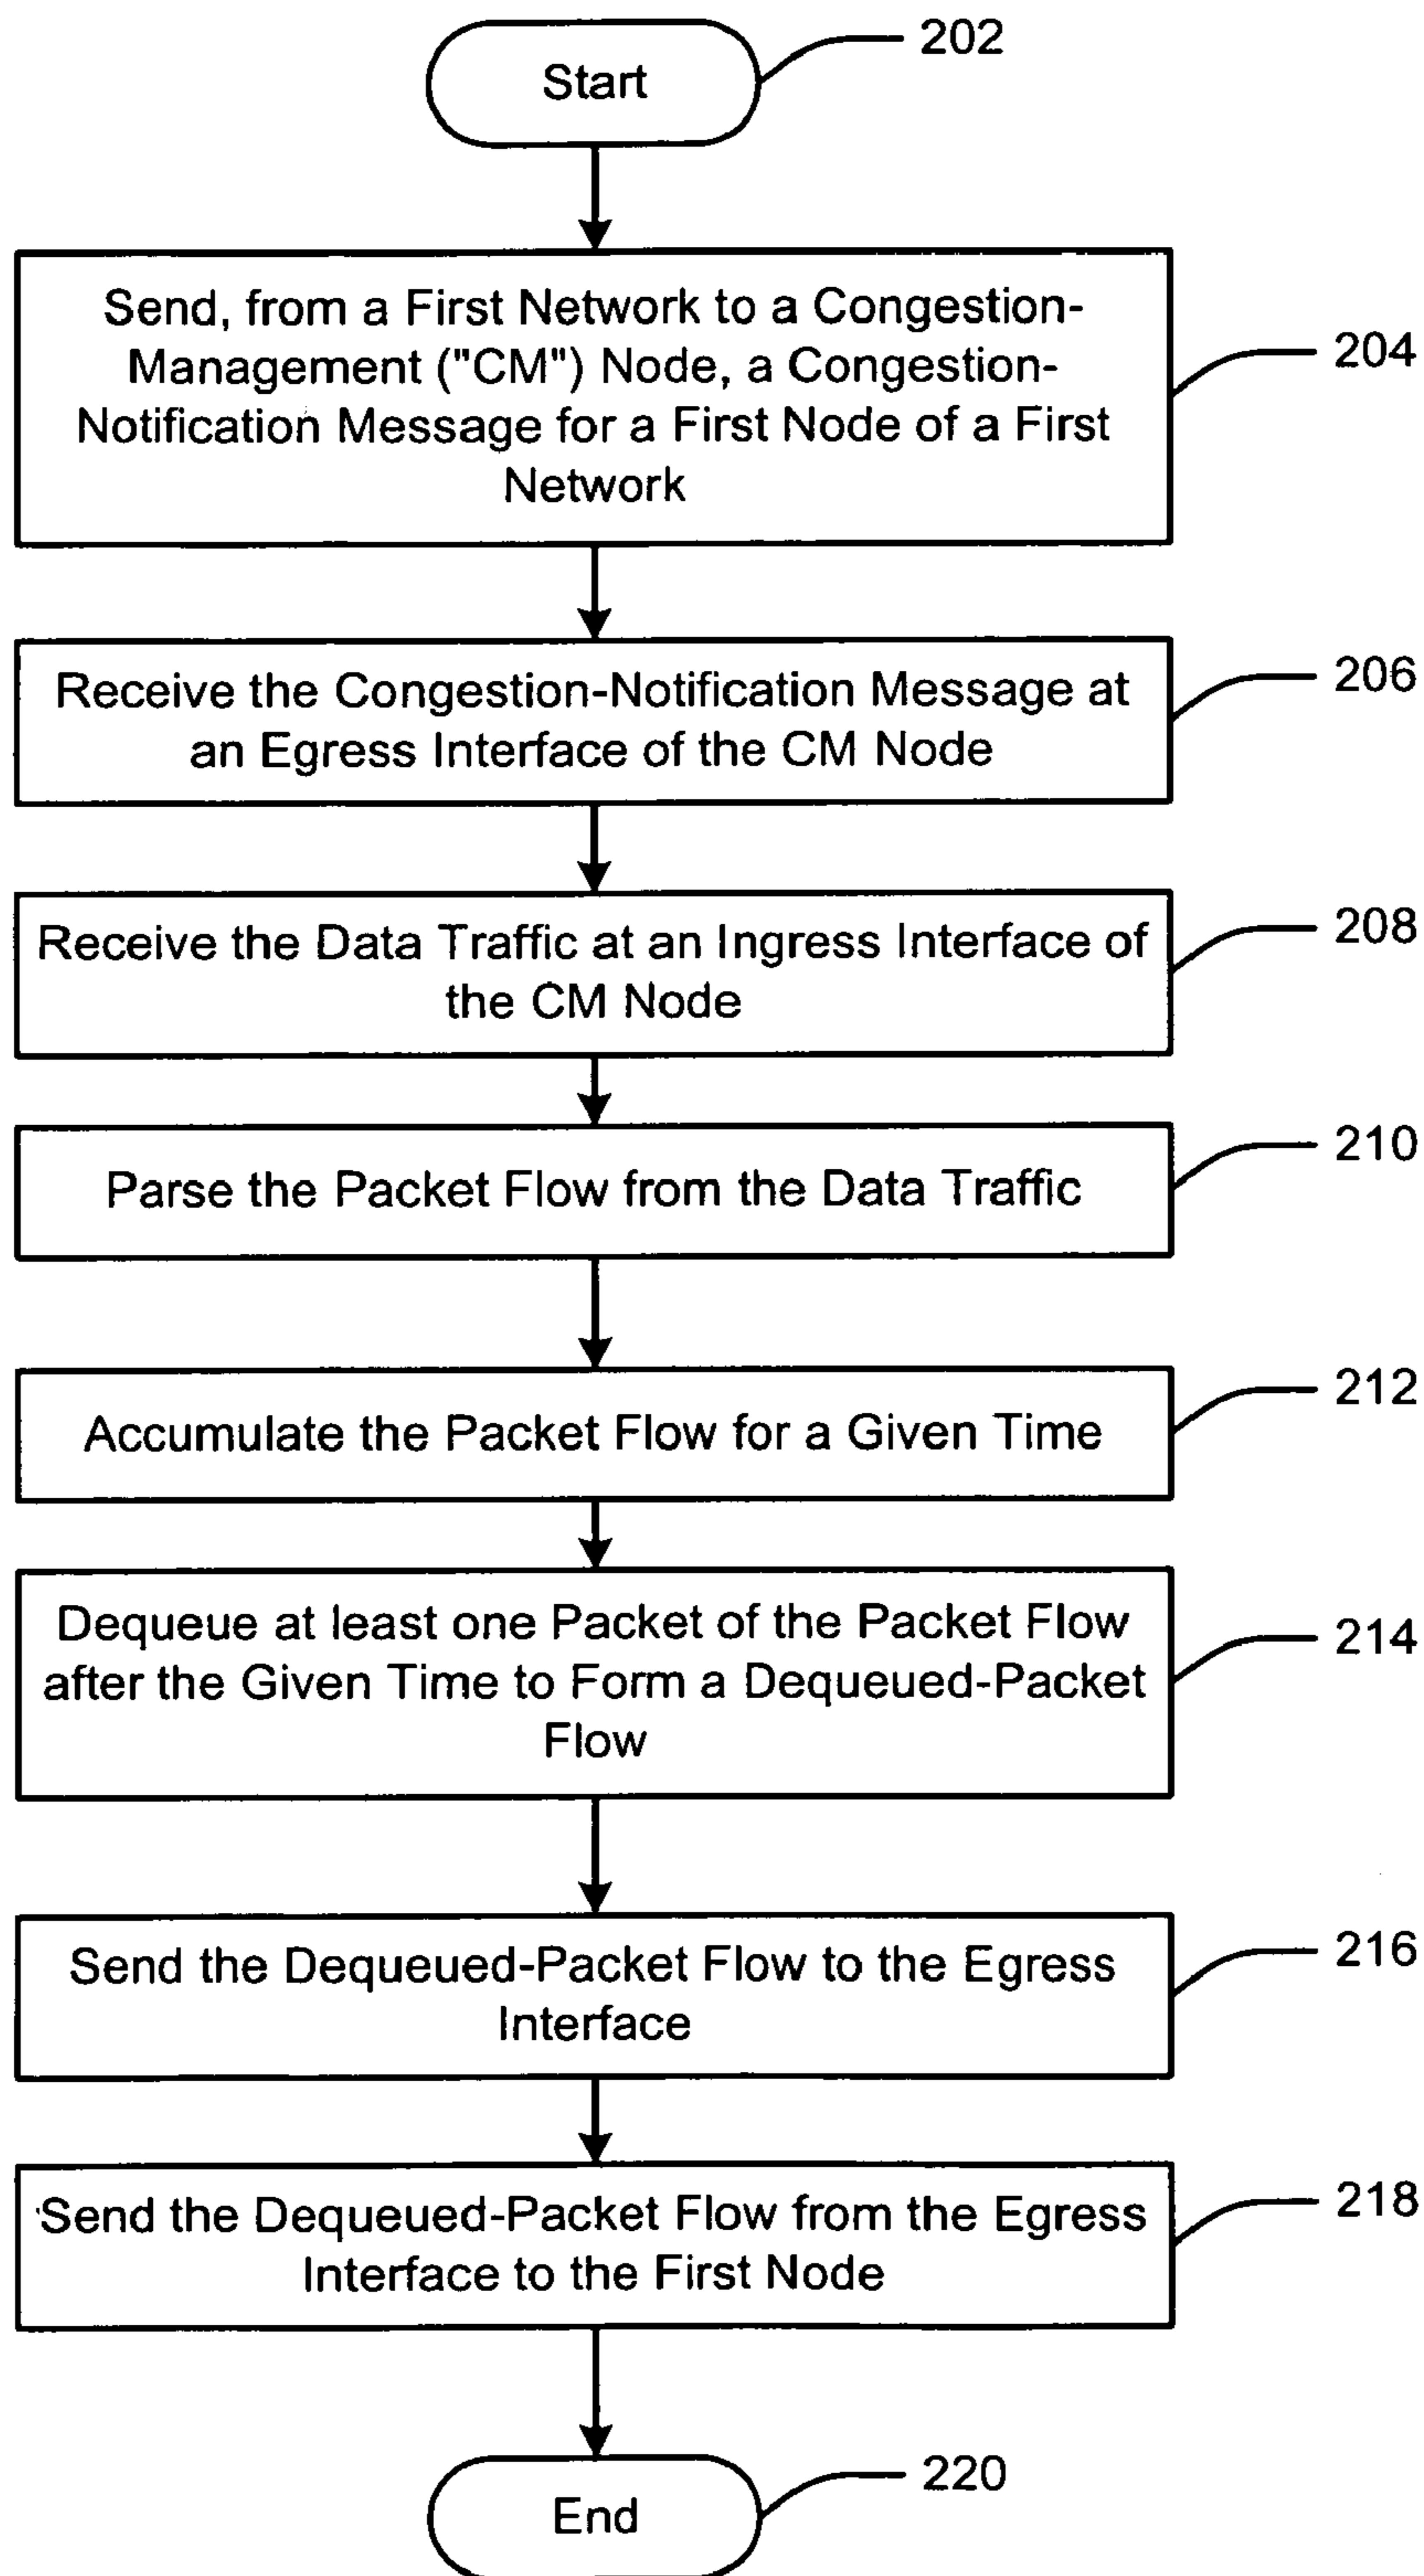 Start
202
Send, from a First Network to a Congestion-
Management ("CM") Node, a Congestion-
Notification Message for a First Node of a First
Network
204
Receive the Congestion-Notification Message at
an Egress Interface of the CM Node
206
Receive the Data Traffic at an Ingress Interface of
the CM Node
208
Parse the Packet Flow from the Data Traffic
210
Accumulate the Packet Flow for a Given Time
212
Dequeue at least one Packet of the Packet Flow
after the Given Time to Form a Dequeued-Packet
Flow
214
Send the Dequeued-Packet Flow to the Egress
Interface
216
Send the Dequeued-Packet Flow from the Egress
Interface to the First Node
218
End
220